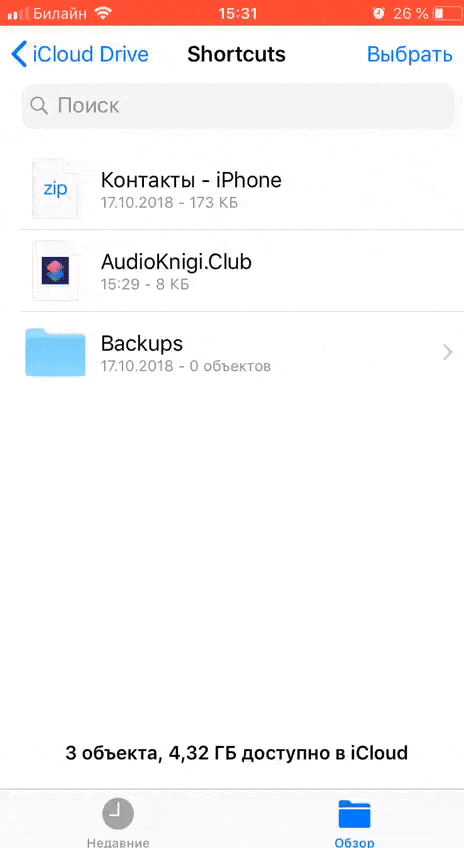 Билайн 15:31 26 %
iCloud Drive Shortcuts Выбрать
Поиск
zip
Контакты - iPhone
17.10.2018 - 173 КБ
AudioKnigi.Club
15:29 - 8 КБ
Backups
17.10.2018 - 0 объектов
3 объекта, 4,32 ГБ доступно в iCloud
Недавние Обзор